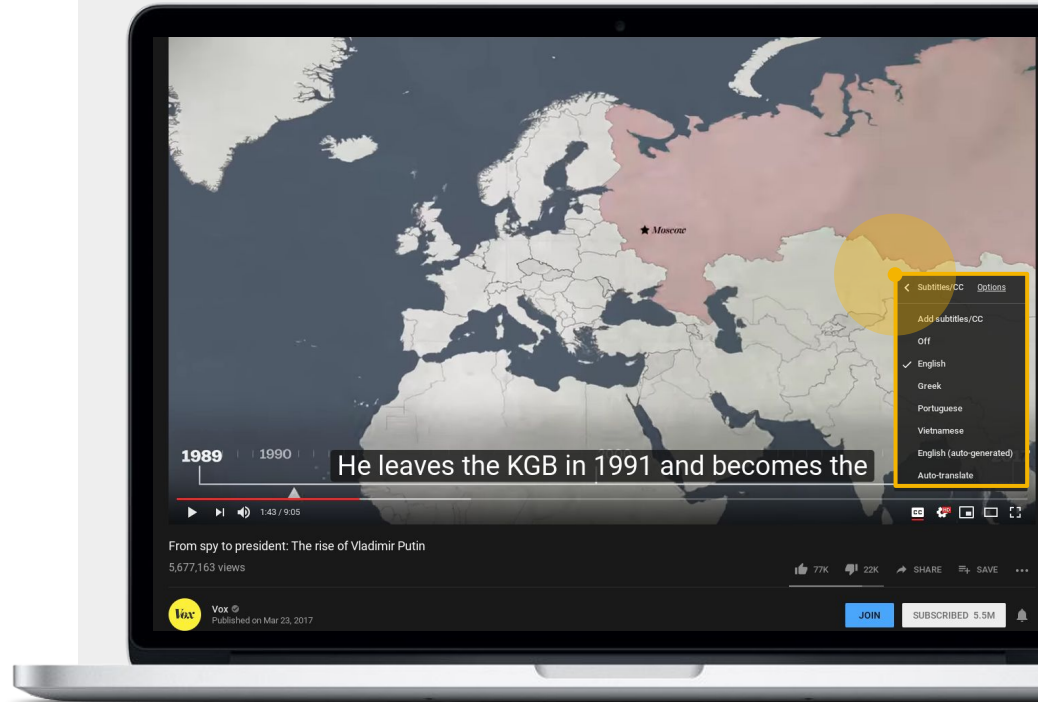 Moscow
Subtitles/CC Options
Add subtitles/CC
Off
English
Greek
Portuguese
Vietnamese
English (auto-generated)
Auto-translate
1989
1990
He leaves the KGB in 1991 and becomes the
1:43 / 9:05
CC
HD
From spy to president: The rise of Vladimir Putin
5,677,163 views
77K
22K
SHARE
SAVE
Vox
Vox
Published on Mar 23, 2017
JOIN
SUBSCRIBED 5.5M